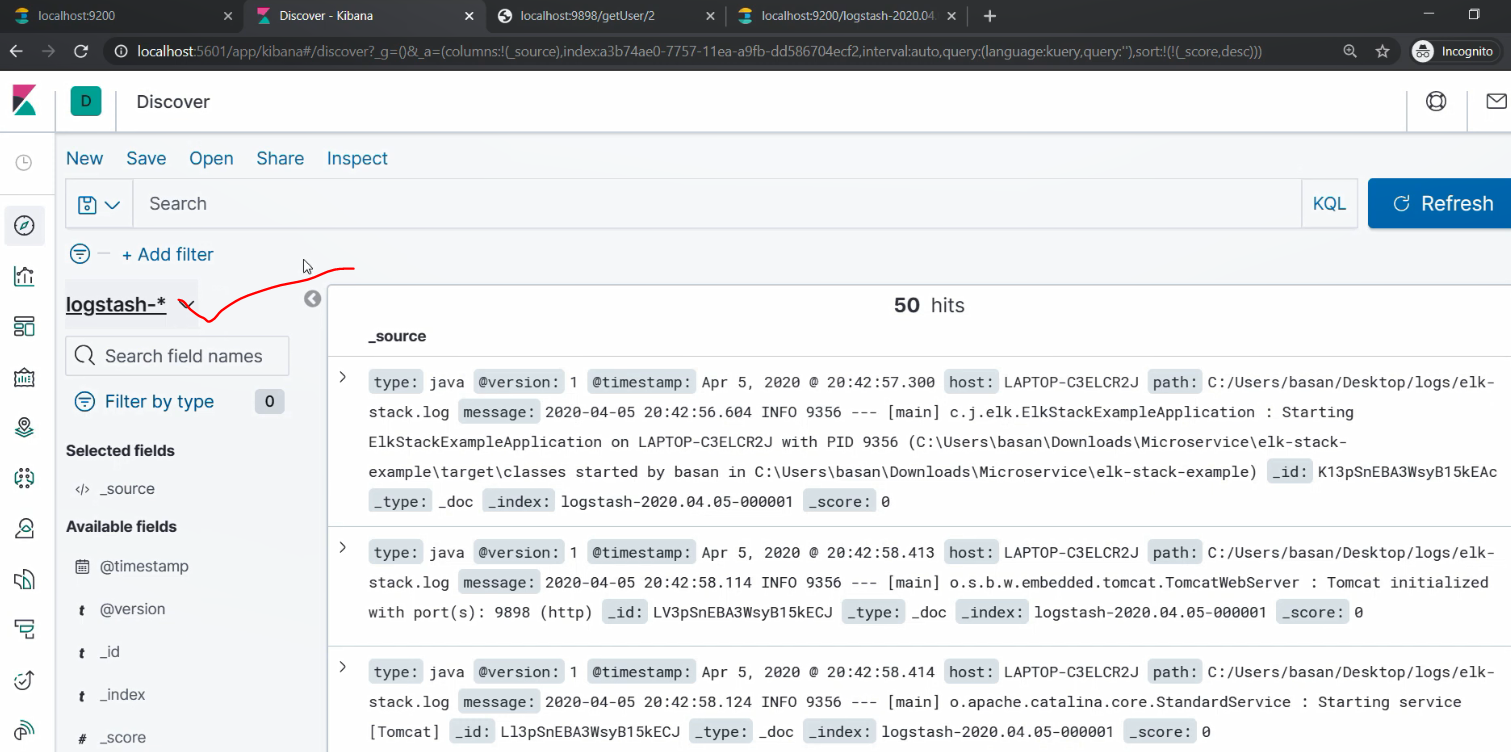 localhost:9200
Discover - Kibana
localhost:9898/getUser/2
localhost:9200/logstash-2020.04
localhost:5601/app/kibana#/discover?_g=()&_a=(columns:!(_source),index:a3b74ae0-7757-11ea-a9fb-dd586704ecf2,interval:auto,query:(language:kuery,query:''),sort:!(!(_score,desc)))
Incognito
D
Discover
New Save Open Share Inspect
Search
KQL
Refresh
+ Add filter
logstash-*
Search field names
Filter by type 0
Selected fields
_source
Available fields
@timestamp
t @version
t _id
t _index
# _score
50 hits
_source
type: java @version: 1 @timestamp: Apr 5, 2020 @ 20:42:57.300 host: LAPTOP-C3ELCR2J path: C:/Users/basan/Desktop/logs/elk-
stack.log message: 2020-04-05 20:42:56.604 INFO 9356 --- [main] c.j.elk.ElkStackExampleApplication : Starting
ElkStackExampleApplication on LAPTOP-C3ELCR2J with PID 9356 (C:\Users\basan\Downloads\Microservice\elk-stack-
example\target\classes started by basan in C:\Users\basan\Downloads\Microservice\elk-stack-example) _id: K13pSnEBA3WsyB15kEAc
_type: _doc _index: logstash-2020.04.05-000001 _score: 0
type: java @version: 1 @timestamp: Apr 5, 2020 @ 20:42:58.413 host: LAPTOP-C3ELCR2J path: C:/Users/basan/Desktop/logs/elk-
stack.log message: 2020-04-05 20:42:58.114 INFO 9356 --- [main] o.s.b.w.embedded.tomcat.TomcatWebServer : Tomcat initialized
with port(s): 9898 (http) _id: LV3pSnEBA3WsyB15kECJ _type: _doc _index: logstash-2020.04.05-000001 _score: 0
type: java @version: 1 @timestamp: Apr 5, 2020 @ 20:42:58.414 host: LAPTOP-C3ELCR2J path: C:/Users/basan/Desktop/logs/elk-
stack.log message: 2020-04-05 20:42:58.124 INFO 9356 --- [main] o.apache.catalina.core.StandardService : Starting service
[Tomcat] _id: Ll3pSnEBA3WsyB15kECJ _type: _doc _index: logstash-2020.04.05-000001 _score: 0